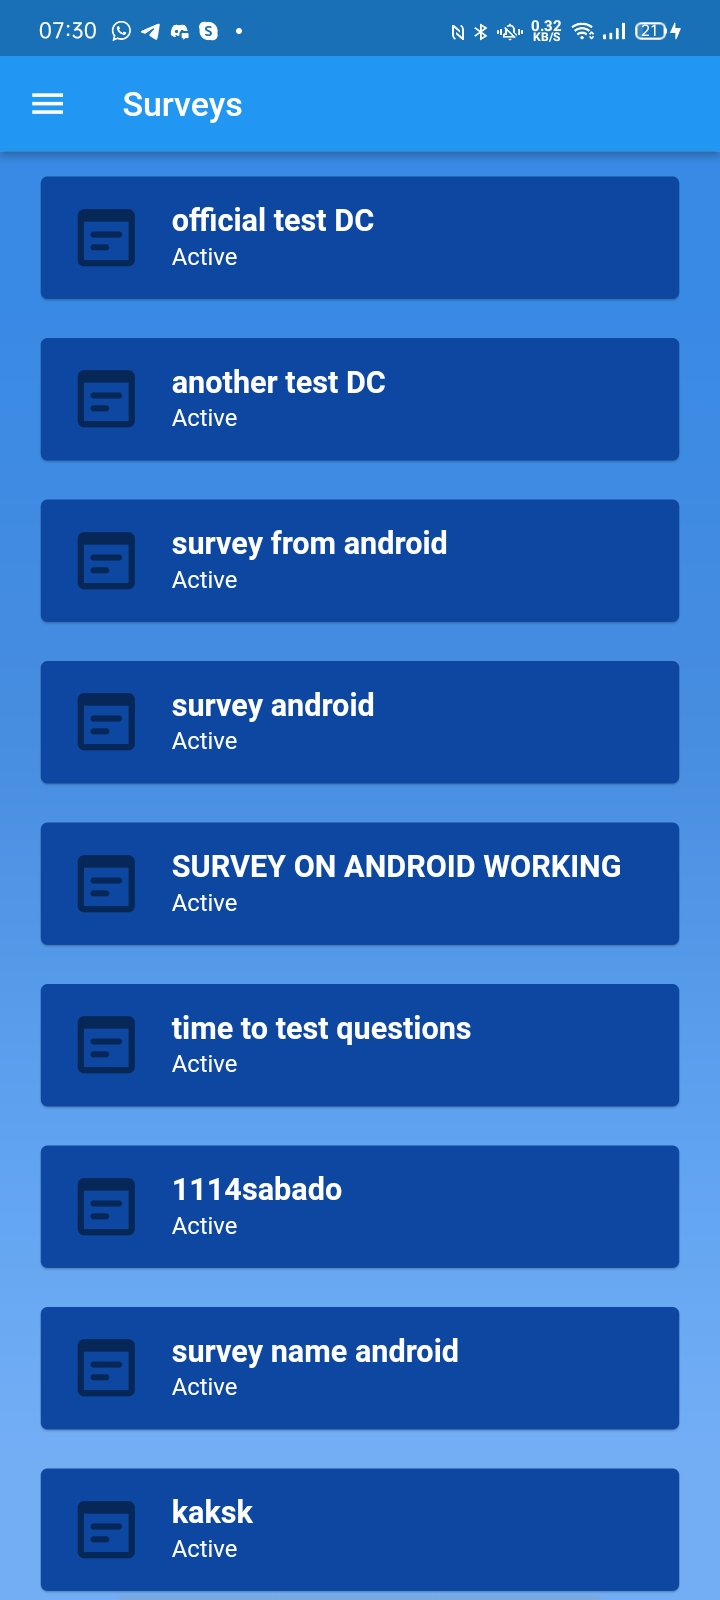 07:30 0.32 KB/S 21
Surveys
official test DC
Active
another test DC
Active
survey from android
Active
survey android
Active
SURVEY ON ANDROID WORKING
Active
time to test questions
Active
1114sabado
Active
survey name android
Active
kaksk
Active